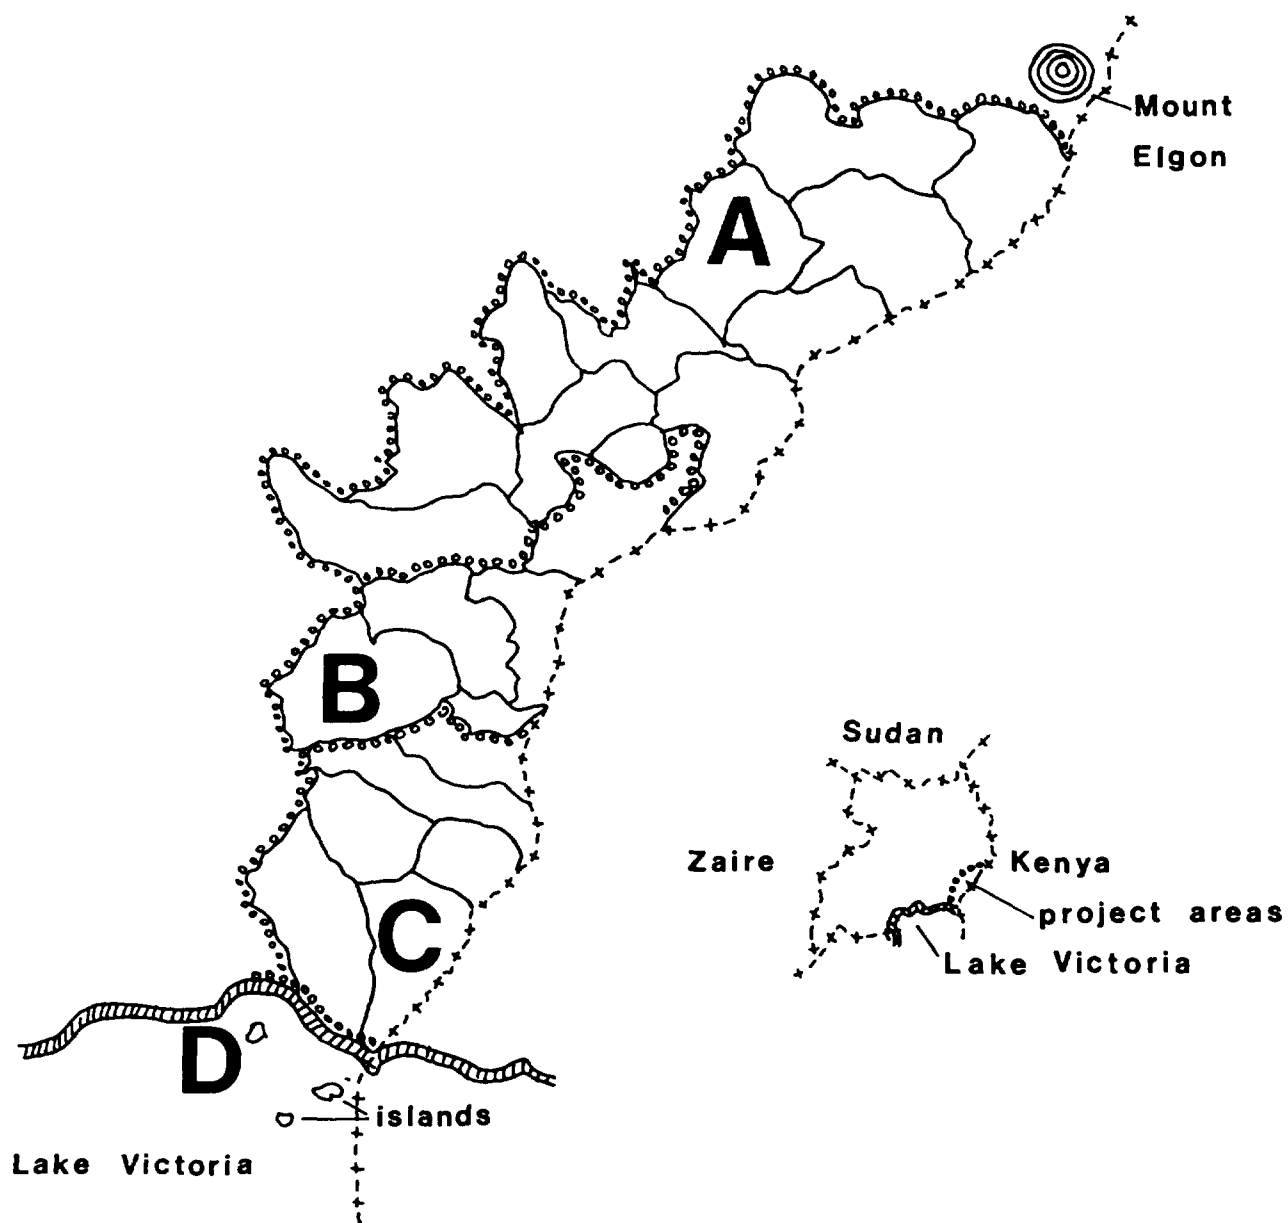 Mount
Elgon
A
B
Sudan
Zaire
Kenya
C
project areas
Lake Victoria
D
islands
Lake Victoria